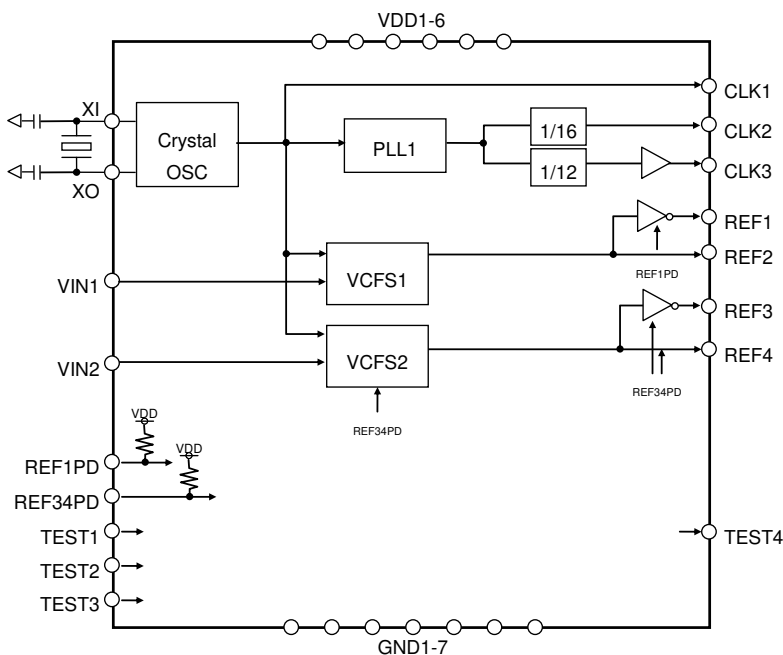 VDD1-6
XI
XO
Crystal
OSC
PLL1
1/16
1/12
CLK1
CLK2
CLK3
REF1
REF1PD
REF2
VIN1
VCFS1
REF3
VIN2
VCFS2
REF4
REF34PD
REF34PD
VDD
VDD
REF1PD
REF34PD
TEST1
TEST4
TEST2
TEST3
GND1-7